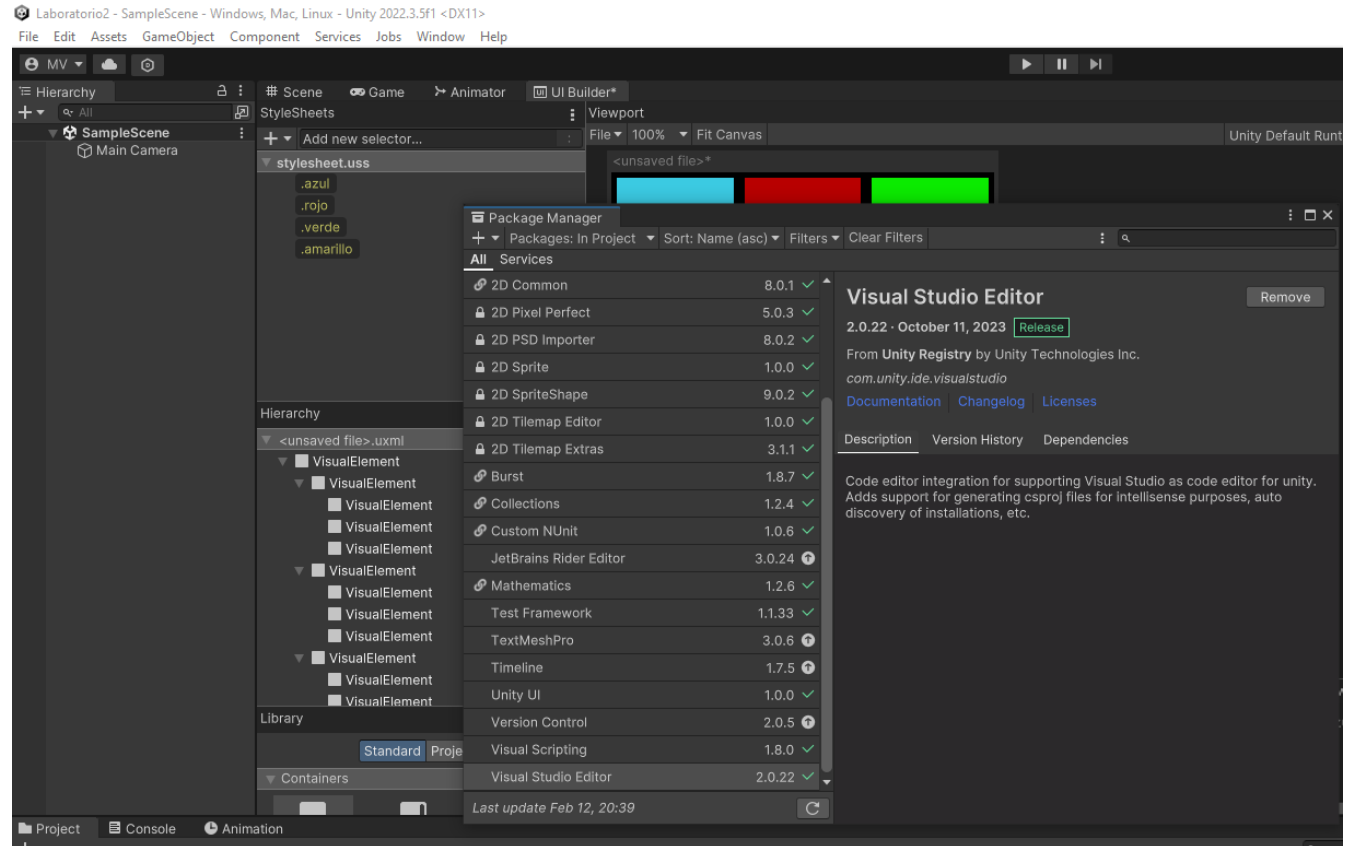 Laboratorio2 - SampleScene - Windows, Mac, Linux - Unity 2022.3.5f1 <DX11>
File Edit Assets GameObject Component Services Jobs Window Help
MV
Hierarchy
All
SampleScene
Main Camera
Scene Game Animator UI Builder*
StyleSheets
Add new selector...
stylesheet.uss
.azul
.rojo
.verde
.amarillo
Viewport
File 100% Fit Canvas Unity Default Runt
<unsaved file>*
Hierarchy
<unsaved file>.uxml
VisualElement
VisualElement
VisualElement
VisualElement
VisualElement
VisualElement
VisualElement
VisualElement
VisualElement
VisualElement
VisualElement
VisualElement
Library
Standard Proje
Containers
Package Manager
Packages: In Project Sort: Name (asc) Filters Clear Filters
All Services
2D Common 8.0.1
2D Pixel Perfect 5.0.3
2D PSD Importer 8.0.2
2D Sprite 1.0.0
2D SpriteShape 9.0.2
2D Tilemap Editor 1.0.0
2D Tilemap Extras 3.1.1
Burst 1.8.7
Collections 1.2.4
Custom NUnit 1.0.6
JetBrains Rider Editor 3.0.24
Mathematics 1.2.6
Test Framework 1.1.33
TextMeshPro 3.0.6
Timeline 1.7.5
Unity UI 1.0.0
Version Control 2.0.5
Visual Scripting 1.8.0
Visual Studio Editor 2.0.22
Last update Feb 12, 20:39
Visual Studio Editor Remove
2.0.22 · October 11, 2023 Release
From Unity Registry by Unity Technologies Inc.
com.unity.ide.visualstudio
Documentation Changelog Licenses
Description Version History Dependencies
Code editor integration for supporting Visual Studio as code editor for unity.
Adds support for generating csproj files for intellisense purposes, auto
discovery of installations, etc.
Project Console Animation